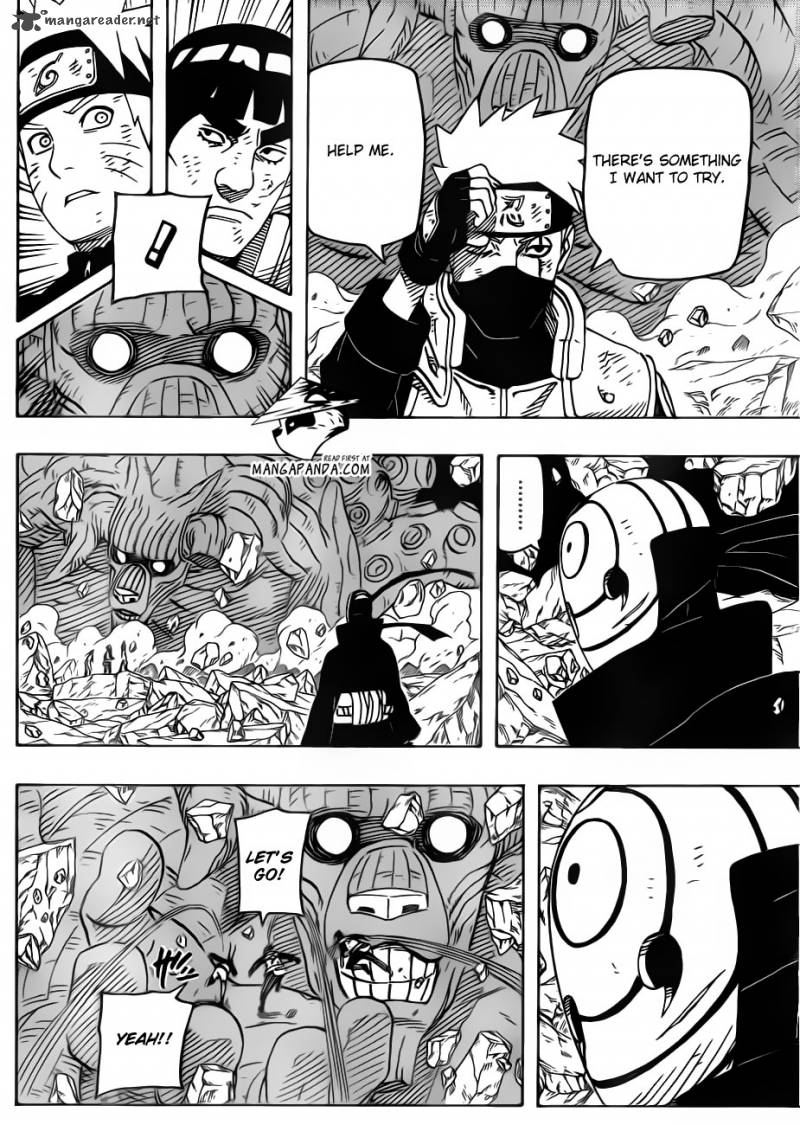 mangareader.net
THERE'S SOMETHING
I WANT TO TRY.
HELP ME.
!
.........
READ FIRST AT
MANGAPANDA.COM
LET'S
GO!
YEAH!!